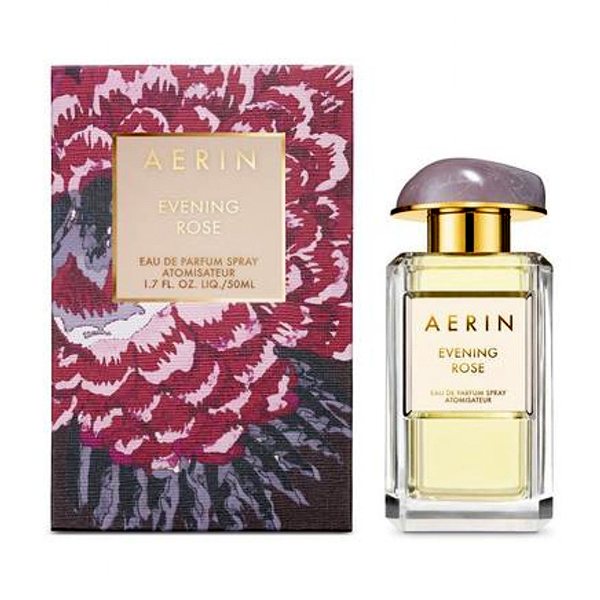 AERIN
EVENING
ROSE
EAU DE PARFUM SPRAY
ATOMISATEUR
1.7 FL. OZ. LIQ./50ML
AERIN
EVENING
ROSE
EAU DE PARFUM SPRAY
ATOMISATEUR